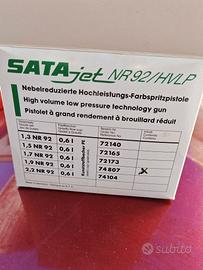 SATAjet NR 92/HVLP
Nebelreduzierte Hochleistungs-Farbspritzpistole
High volume low pressure technology gun
Pistolet à grand rendement à brouillard réduit
1,3 NR 92 0,6 l 72140
1,5 NR 92 0,6 l 72165
1,7 NR 92 0,6 l 72173
1,9 NR 92 0,6 l 74807 X
2,2 NR 92 0,6 l 74104
subito